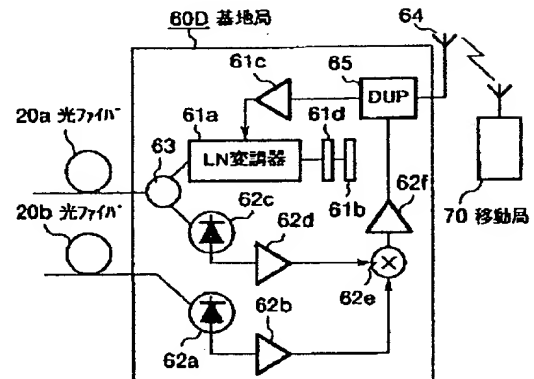 60D 基地局
64
61c
65
DUP
20a 光ファイバ
61a
61d
63
LN変調器
62f
61b
62c
62d
20b 光ファイバ
70 移動局
62e
62b
62a